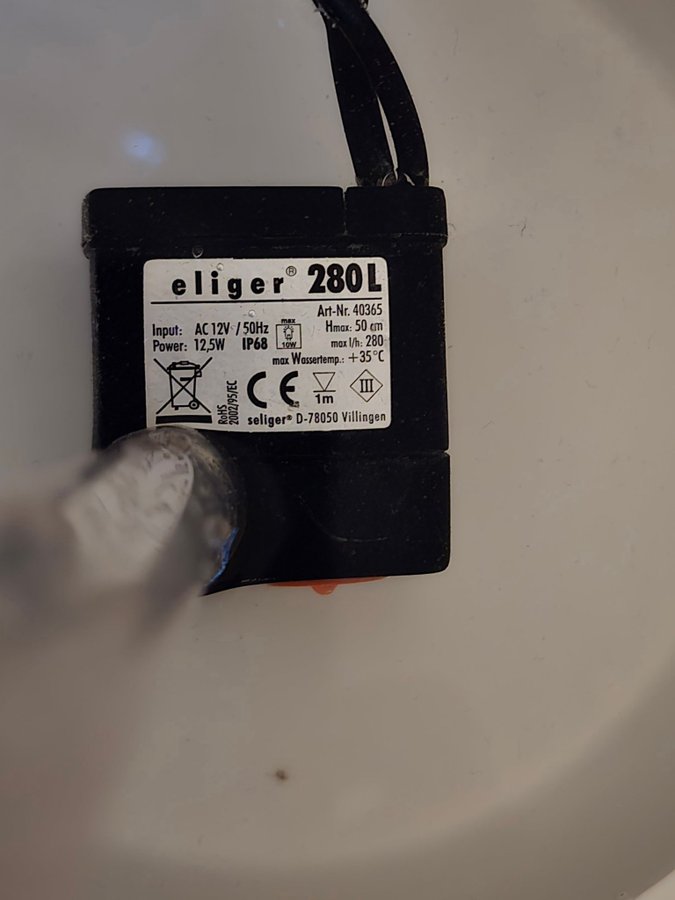 eliger® 280L
Art-Nr. 40365
Input: AC 12V / 50Hz
Hmax: 50 cm
Power: 12,5W IP68
max
10W
max l/h: 280
max Wassertemp.: +35°C
RoHS
2002/95/EC
CE
1m
III
seliger® D-78050 Villingen